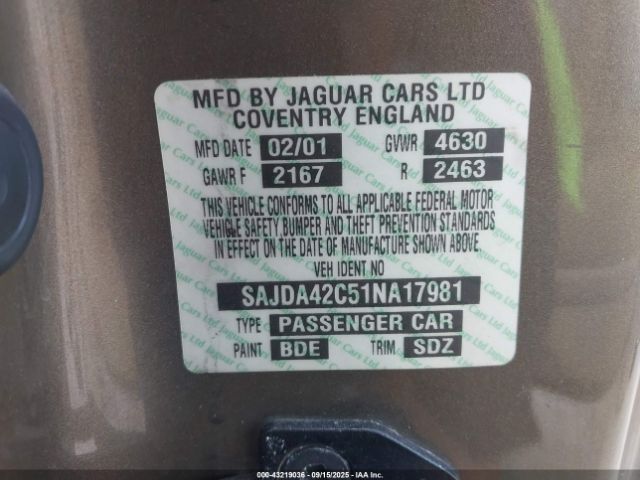 MFD BY JAGUAR CARS LTD
COVENTRY ENGLAND
MFD DATE 02/01 GVWR 4630
GAWR F 2167 R 2463
THIS VEHICLE CONFORMS TO ALL APPLICABLE FEDERAL MOTOR
VEHICLE SAFETY BUMPER AND THEFT PREVENTION STANDARDS
IN EFFECT ON THE DATE OF MANUFACTURE SHOWN ABOVE.
VEH IDENT NO
SAJDA42C51NA17981
TYPE PASSENGER CAR
PAINT BDE TRIM SDZ
000-43219036 - 09/15/2025 - © IAA, Inc.